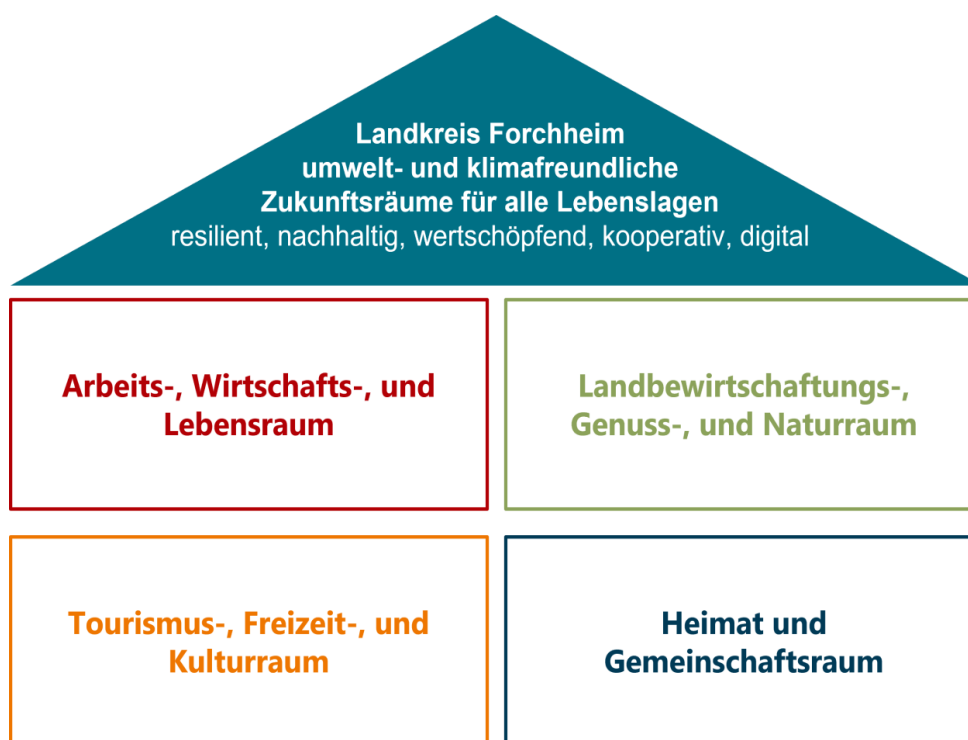 Landkreis Forchheim
umwelt- und klimafreundliche
Zukunftsräume für alle Lebenslagen
resilient, nachhaltig, wertschöpfend, kooperativ, digital
Arbeits-, Wirtschafts-, und
Lebensraum
Landbewirtschaftungs-,
Genuss-, und Naturraum
Tourismus-, Freizeit-, und
Kulturraum
Heimat und
Gemeinschaftsraum